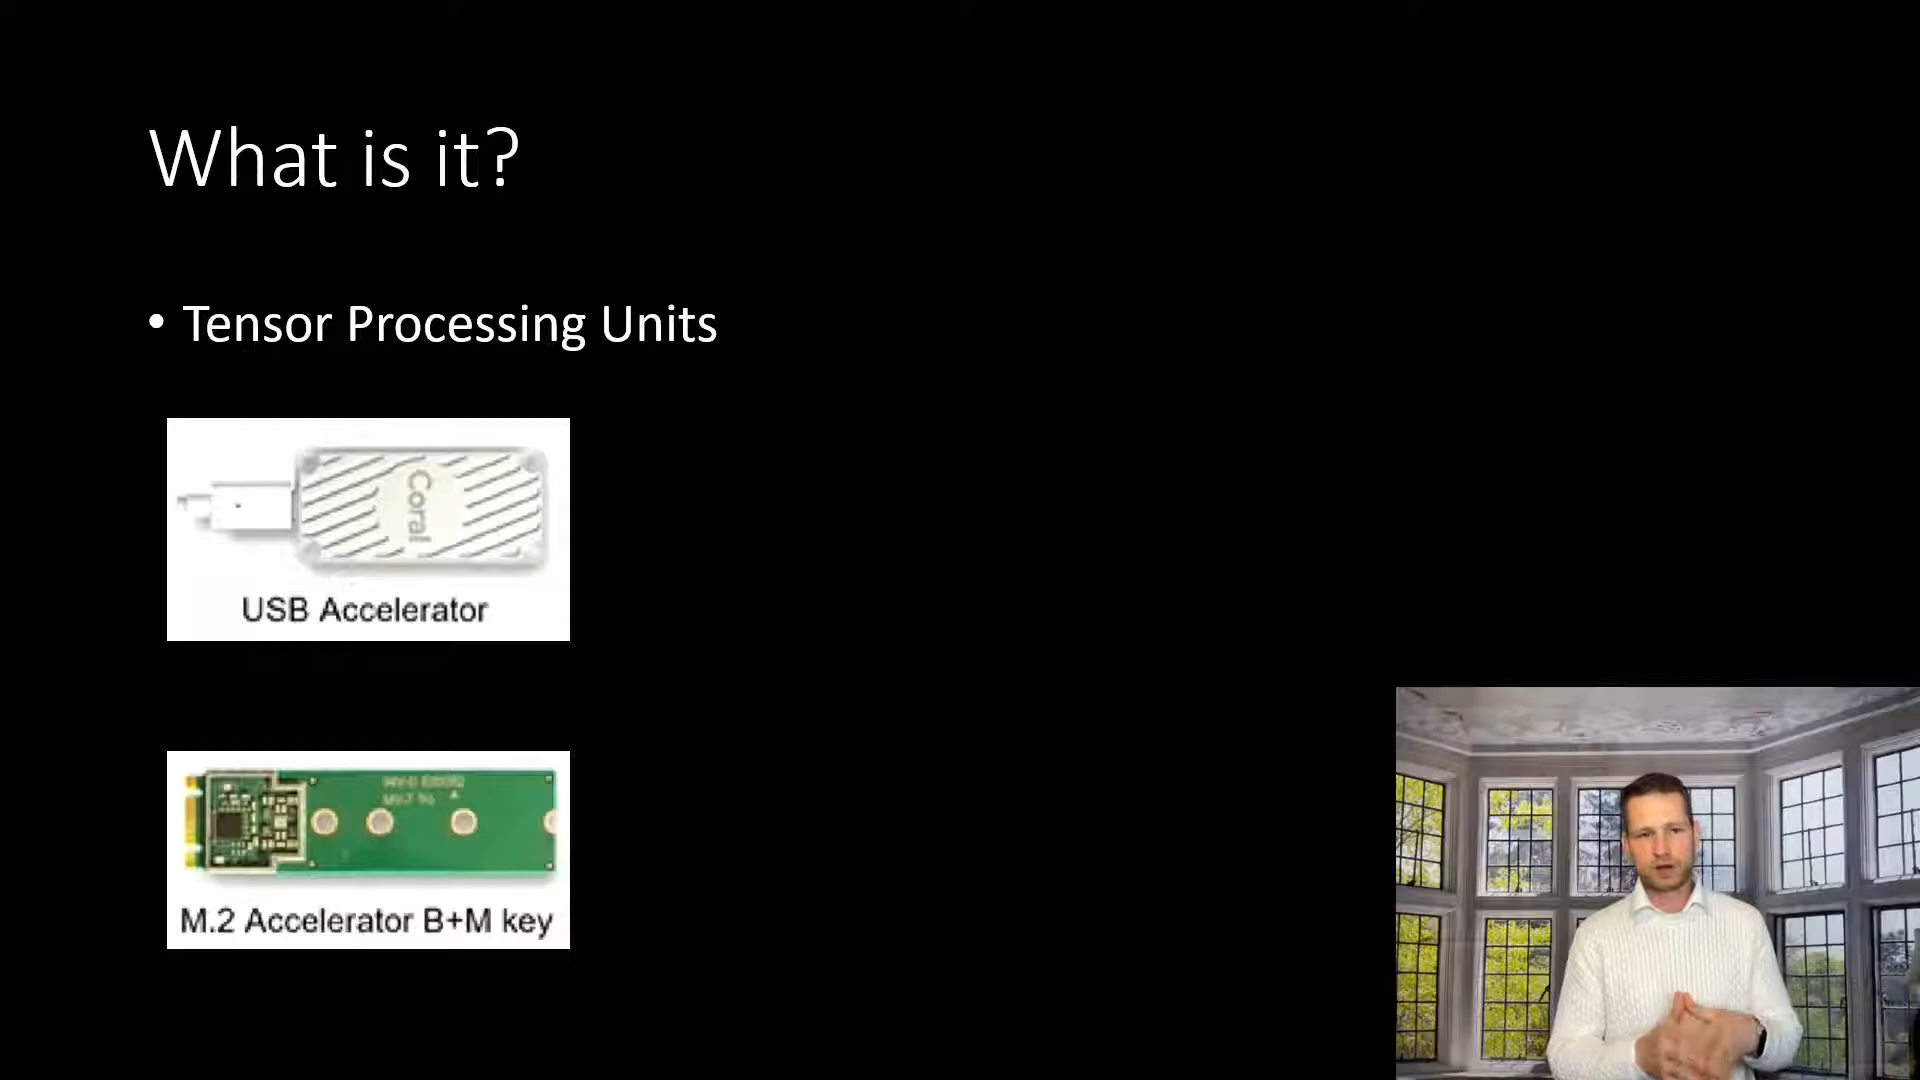 What is it?
• Tensor Processing Units
Coral
USB Accelerator
M.2 Accelerator B+M key